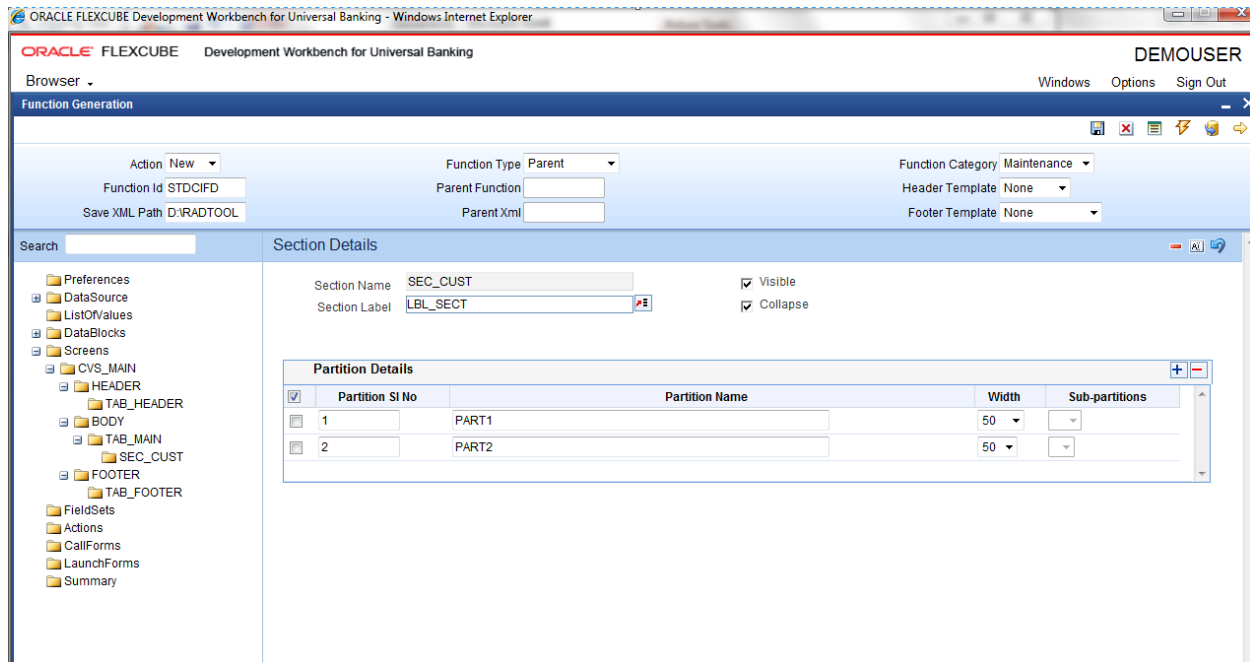 ORACLE FLEXCUBE Development Workbench for Universal Banking - Windows Internet Explorer
ORACLE FLEXCUBE Development Workbench for Universal Banking
DEMOUSER
Browser
Windows Options Sign Out
Function Generation
Action New Function Type Parent Function Category Maintenance
Function Id STDCIFD Parent Function Header Template None
Save XML Path D:\RADTOOL Parent Xml Footer Template None
Search
Section Details
Preferences
DataSource
ListOfValues
DataBlocks
Screens
CVS_MAIN
HEADER
TAB_HEADER
BODY
TAB_MAIN
SEC_CUST
FOOTER
TAB_FOOTER
FieldSets
Actions
CallForms
LaunchForms
Summary
Section Name SEC_CUST Visible
Section Label LBL_SECT Collapse
Partition Details
Partition Sl No Partition Name Width Sub-partitions
1 PART1 50
2 PART2 50